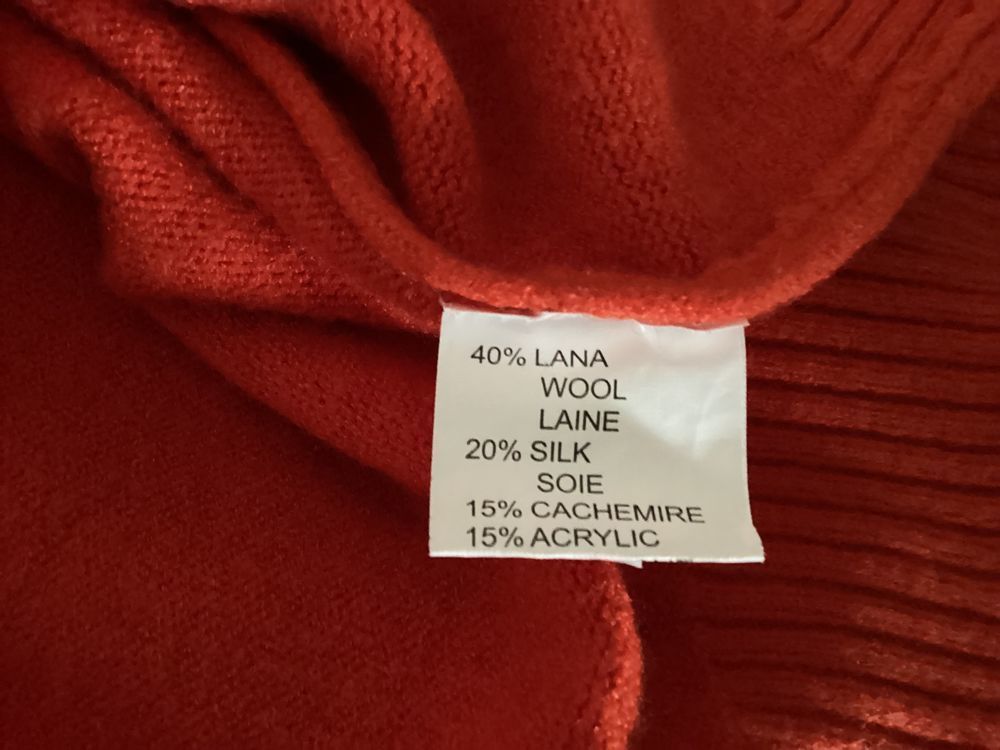 40% LANA
WOOL
LAINE
20% SILK
SOIE
15% CACHEMIRE
15% ACRYLIC